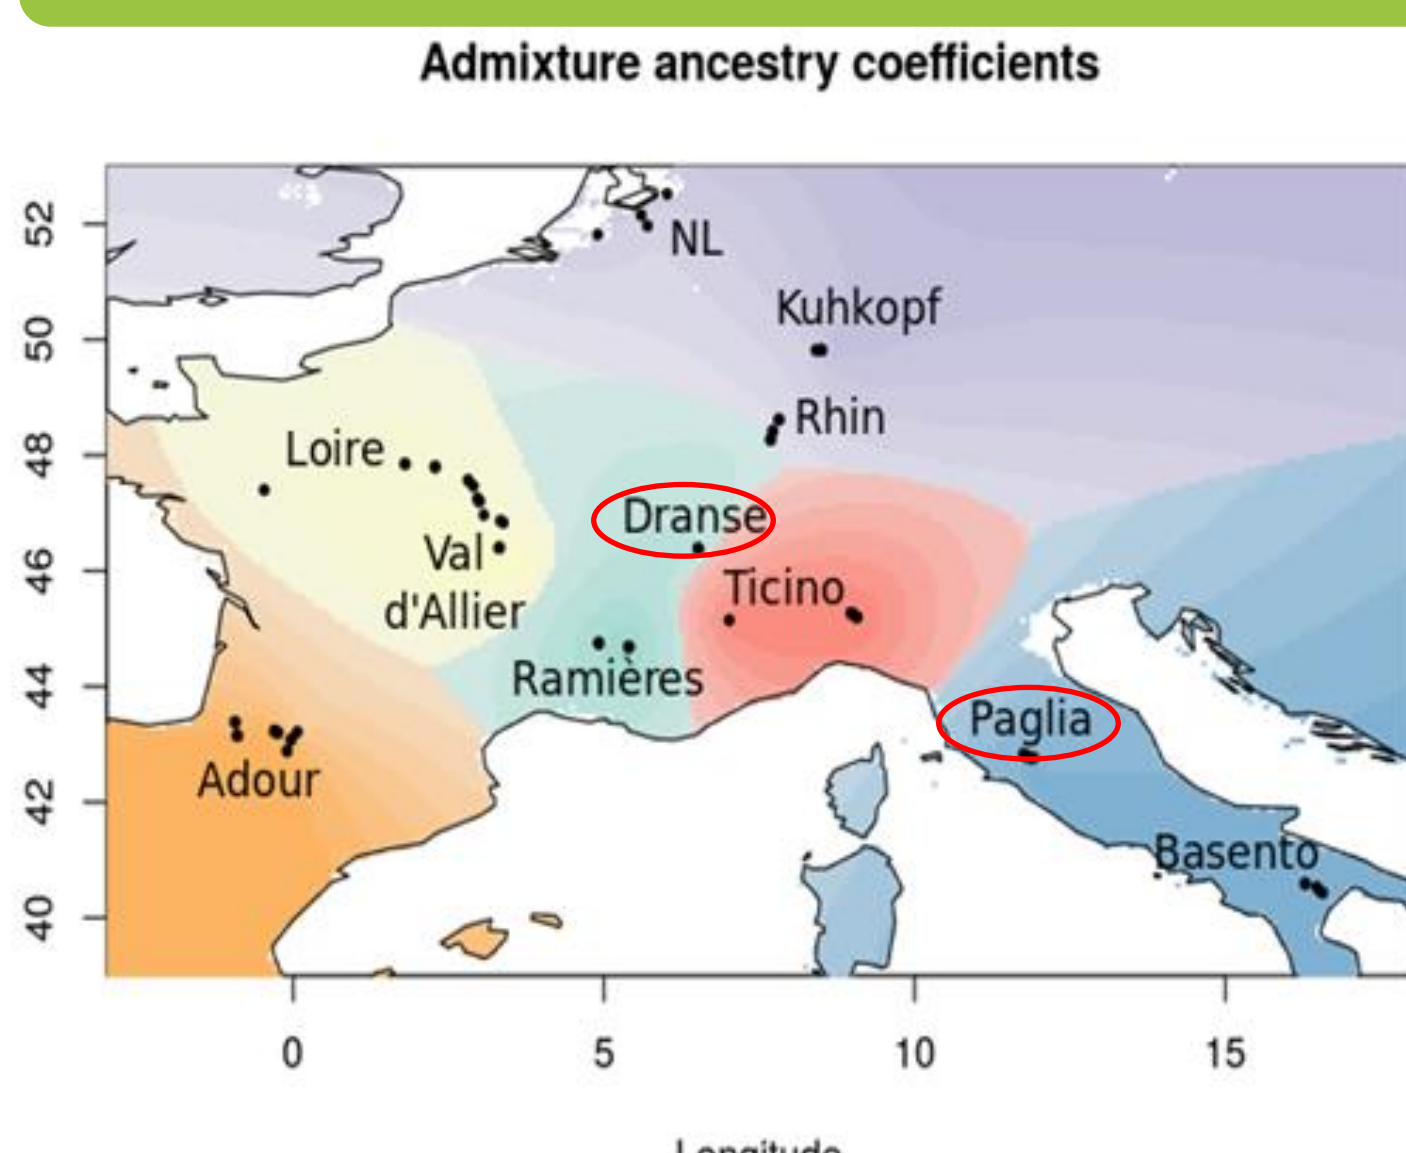 Admixture ancestry coefficients
52
50
48
46
44
42
40
NL
Kuhkopf
Rhin
Loire
Dranse
Val
d'Allier
Ticino
Ramières
Paglia
Adour
Basento
0
5
10
15
Longitude